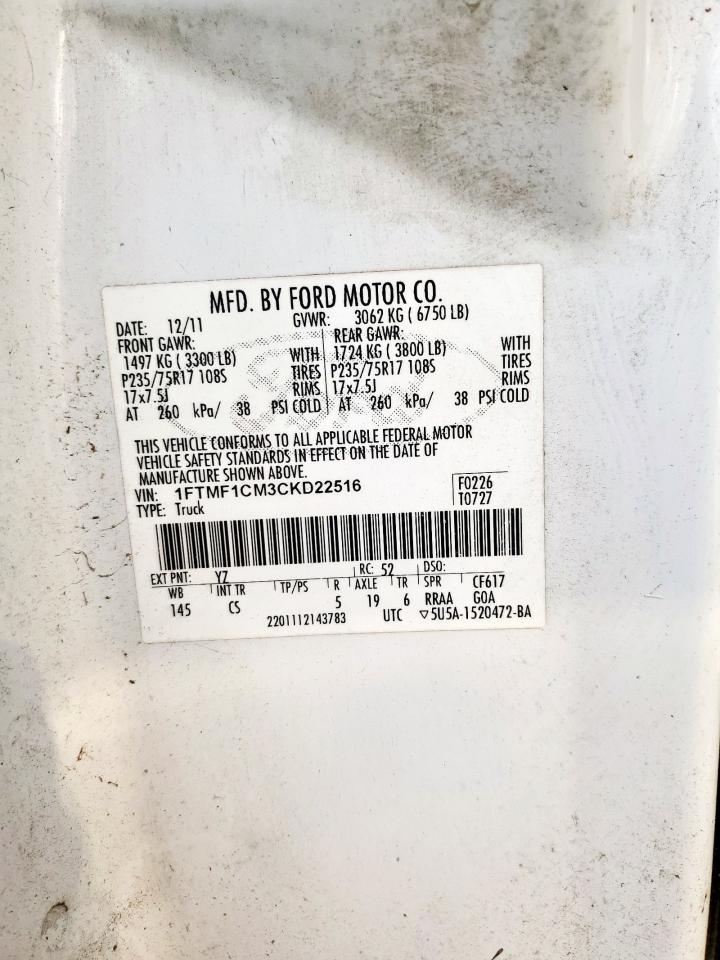 MFD. BY FORD MOTOR CO.
DATE: 12/11 GVWR: 3062 KG ( 6750 LB)
FRONT GAWR: REAR GAWR:
1497 KG ( 3300 LB) WITH 1724 KG ( 3800 LB) WITH
P235/75R17 108S TIRES P235/75R17 108S TIRES
17x7.5J RIMS 17x7.5J RIMS
AT 260 kPa/ 38 PSI COLD AT 260 kPa/ 38 PSI COLD
THIS VEHICLE CONFORMS TO ALL APPLICABLE FEDERAL MOTOR
VEHICLE SAFETY STANDARDS IN EFFECT ON THE DATE OF
MANUFACTURE SHOWN ABOVE.
VIN: 1FTMF1CM3CKD22516 F0226
TYPE: Truck T0727
EXT PNT: YZ RC: 52 DSO:
WB INT TR TP/PS R AXLE TR SPR CF617
145 CS 5 19 6 RRAA GOA
2201112143783 UTC ▽5U5A-1520472-BA